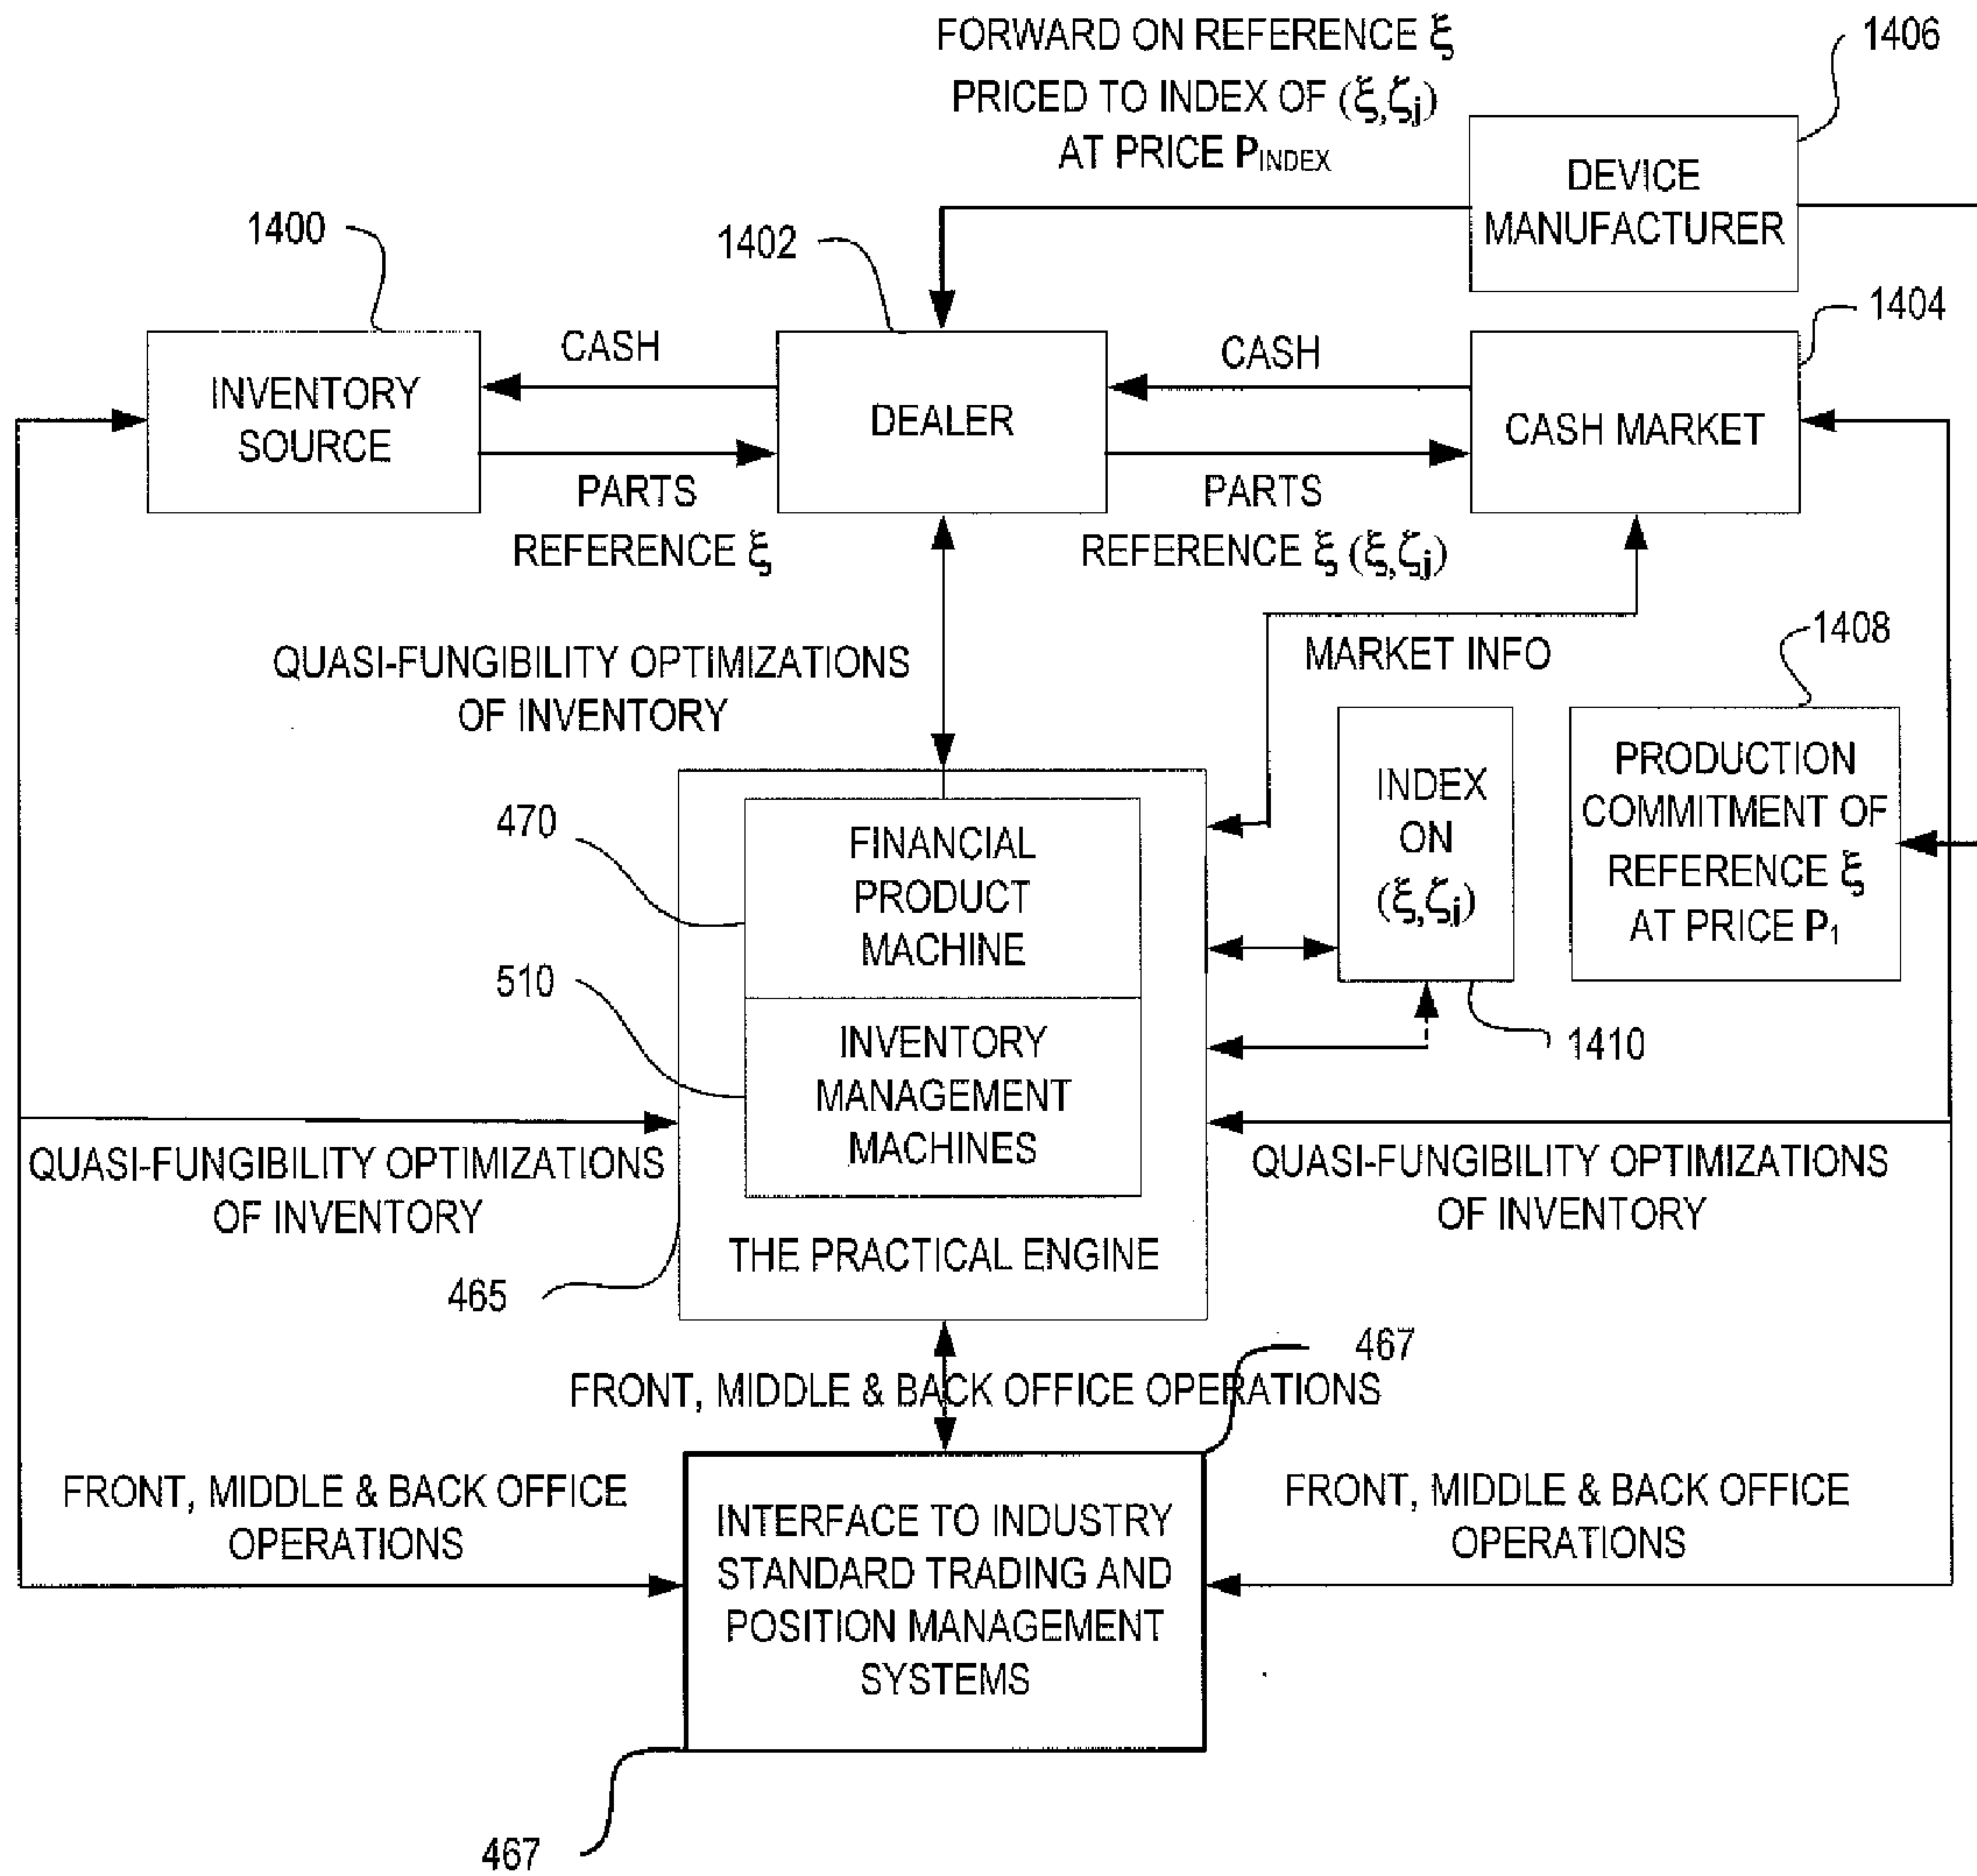 FORWARD ON REFERENCE ξ
PRICED TO INDEX OF (ξ,ζj)
AT PRICE PINDEX
1406
DEVICE
MANUFACTURER
1400
1402
1404
INVENTORY
SOURCE
CASH
PARTS
REFERENCE ξ
DEALER
CASH
PARTS
REFERENCE ξ (ξ,ζj)
CASH MARKET
QUASI-FUNGIBILITY OPTIMIZATIONS
OF INVENTORY
MARKET INFO
1408
470
FINANCIAL
PRODUCT
MACHINE
INDEX
ON
(ξ,ζj)
PRODUCTION
COMMITMENT OF
REFERENCE ξ
AT PRICE P1
510
INVENTORY
MANAGEMENT
MACHINES
1410
QUASI-FUNGIBILITY OPTIMIZATIONS
OF INVENTORY
QUASI-FUNGIBILITY OPTIMIZATIONS
OF INVENTORY
THE PRACTICAL ENGINE
465
467
FRONT, MIDDLE & BACK OFFICE OPERATIONS
FRONT, MIDDLE & BACK OFFICE
OPERATIONS
INTERFACE TO INDUSTRY
STANDARD TRADING AND
POSITION MANAGEMENT
SYSTEMS
FRONT, MIDDLE & BACK OFFICE
OPERATIONS
467